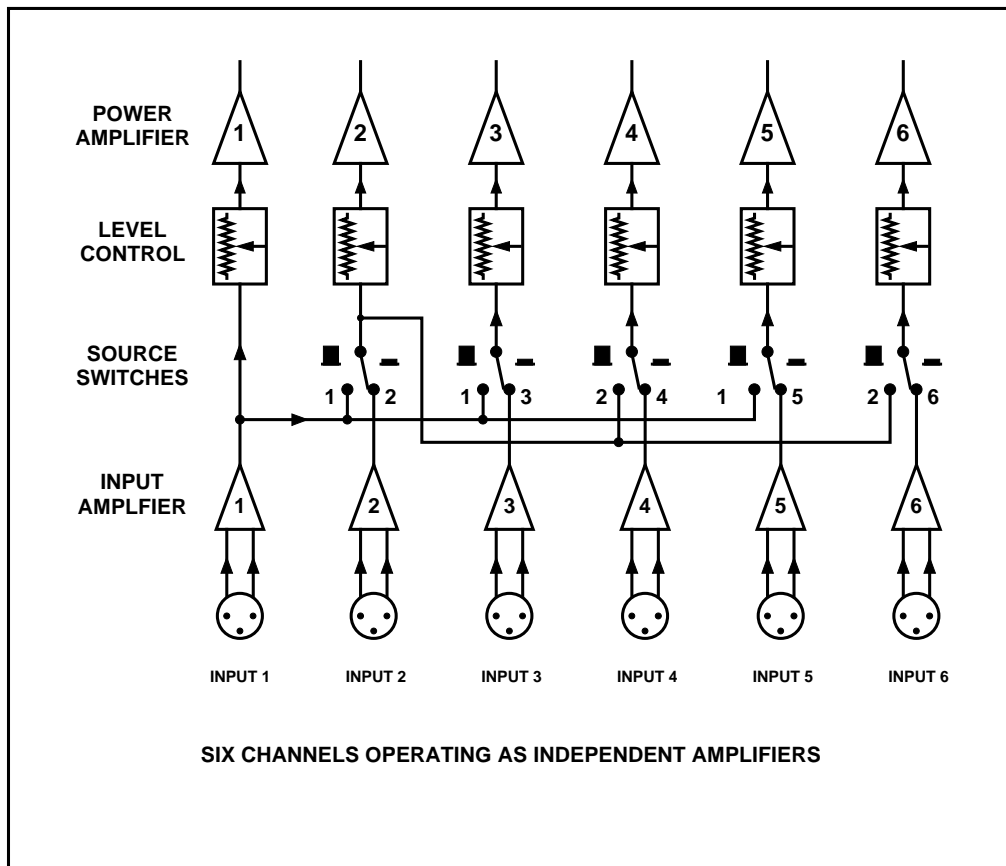 POWER
AMPLIFIER
1 2 3 4 5 6
LEVEL
CONTROL
SOURCE
SWITCHES
1 2 1 3 2 4 1 5 2 6
INPUT
AMPLFIER
1 2 3 4 5 6
INPUT 1 INPUT 2 INPUT 3 INPUT 4 INPUT 5 INPUT 6
SIX CHANNELS OPERATING AS INDEPENDENT AMPLIFIERS